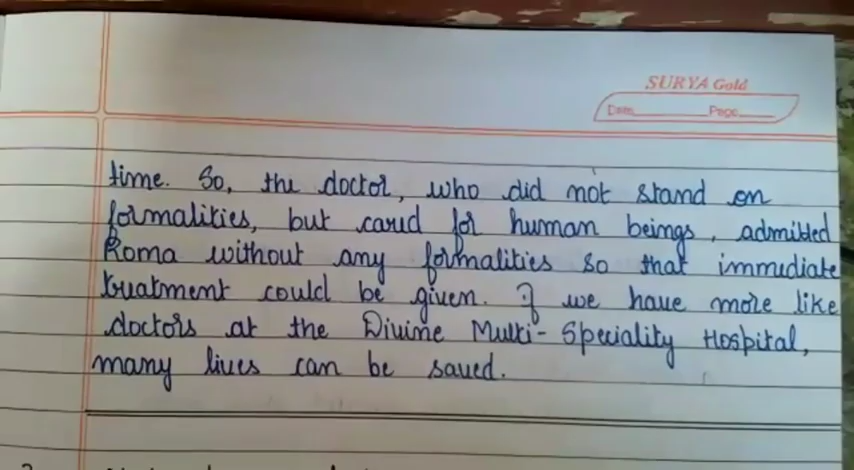 SURYA Gold
Date Page
time. So, the doctor, who did not stand on
formalities, but cared for human beings, admitted
Roma without any formalities so that immediate
treatment could be given. If we have more like
doctors at the Divine Multi-Speciality Hospital,
many lives can be saved.